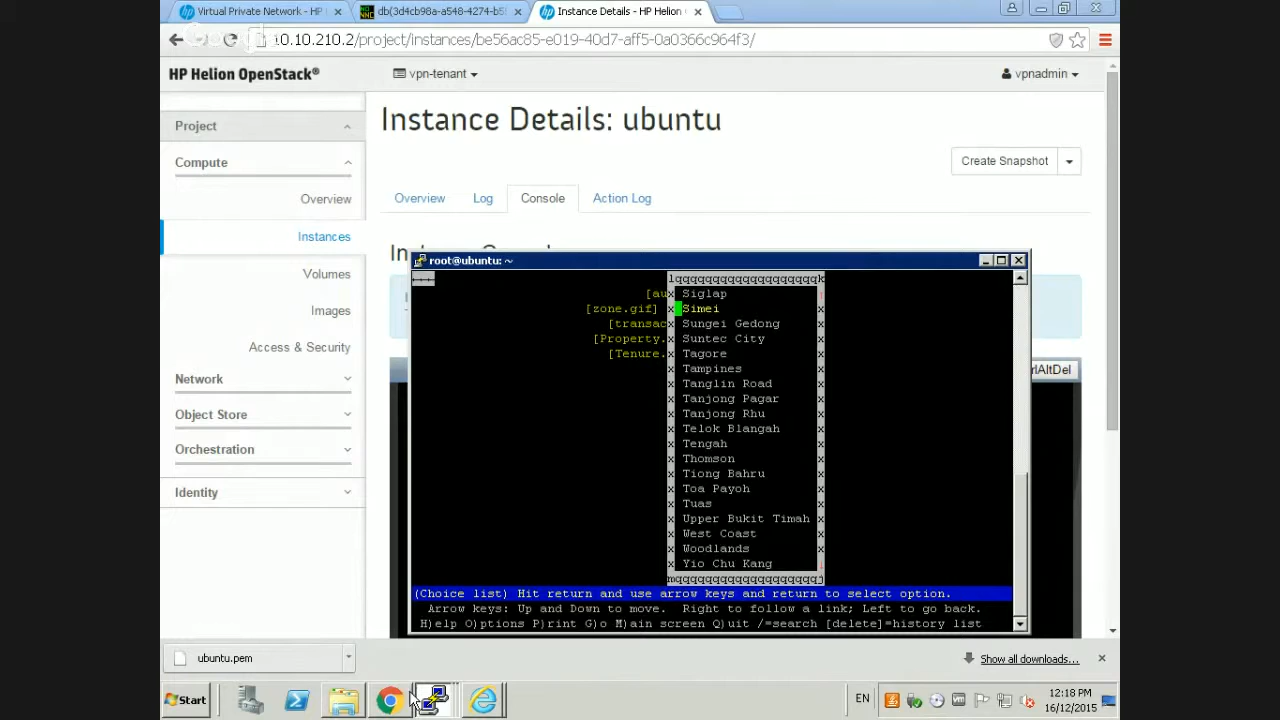 Virtual Private Network - HP
db(3d4cb98a-a548-4274-b5
Instance Details - HP Helion
10.10.210.2/project/instances/be56ac85-e019-40d7-aff5-0a0366c964f3/
HP Helion OpenStack®
vpn-tenant
vpnadmin
Project
Compute
Overview
Instances
Volumes
Images
Access & Security
Network
Object Store
Orchestration
Identity
Instance Details: ubuntu
Create Snapshot
Overview Log Console Action Log
rlAltDel
root@ubuntu: ~
lqqqqqqqqqqqqqqqqqqqk
[au x Siglap
[zone.gif] x Simei x
[transac x Sungei Gedong x
[Property. x Suntec City x
[Tenure. x Tagore x
x Tampines x
x Tanglin Road x
x Tanjong Pagar x
x Tanjong Rhu x
x Telok Blangah x
x Tengah x
x Thomson x
x Tiong Bahru x
x Toa Payoh x
x Tuas x
x Upper Bukit Timah x
x West Coast x
x Woodlands x
x Yio Chu Kang
mqqqqqqqqqqqqqqqqqqqj
(Choice list) Hit return and use arrow keys and return to select option.
Arrow keys: Up and Down to move. Right to follow a link; Left to go back.
H)elp O)ptions P)rint G)o M)ain screen Q)uit /=search [delete]=history list
ubuntu.pem
Show all downloads...
Start
EN
12:18 PM
16/12/2015